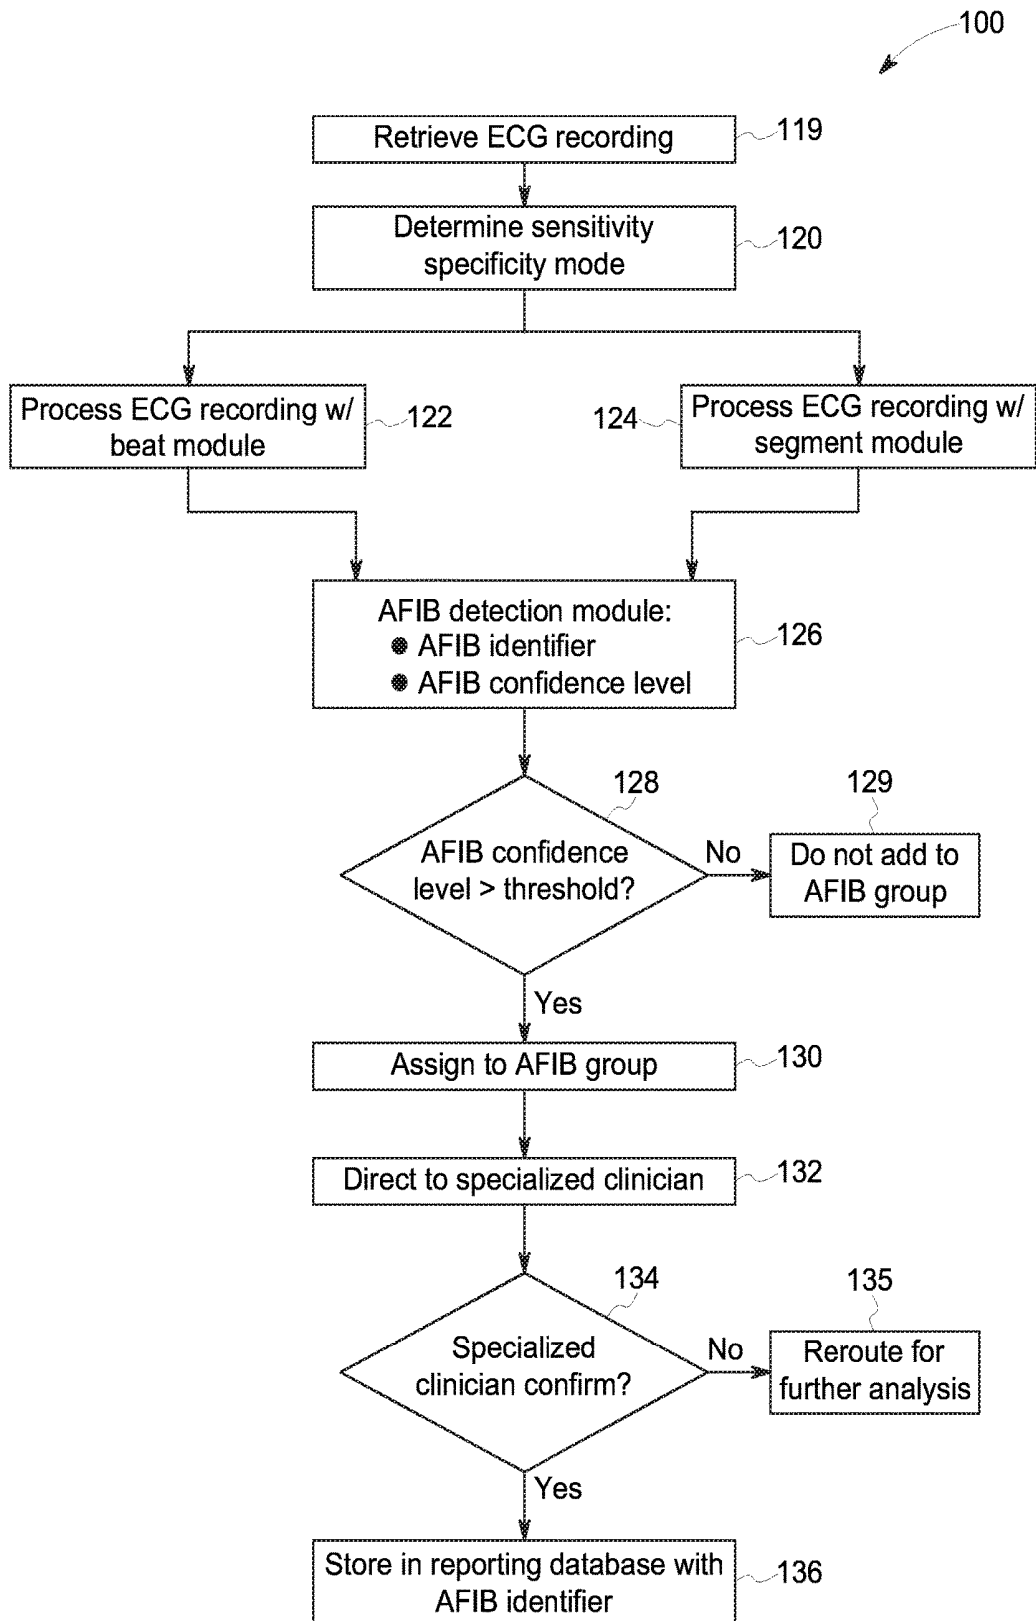 100
Retrieve ECG recording
119
Determine sensitivity
specificity mode
120
Process ECG recording w/
beat module
122
124
Process ECG recording w/
segment module
AFIB detection module:
● AFIB identifier
● AFIB confidence level
126
128
AFIB confidence
level > threshold?
No
129
Do not add to
AFIB group
Yes
Assign to AFIB group
130
Direct to specialized clinician
132
134
Specialized
clinician confirm?
No
135
Reroute for
further analysis
Yes
Store in reporting database with
AFIB identifier
136